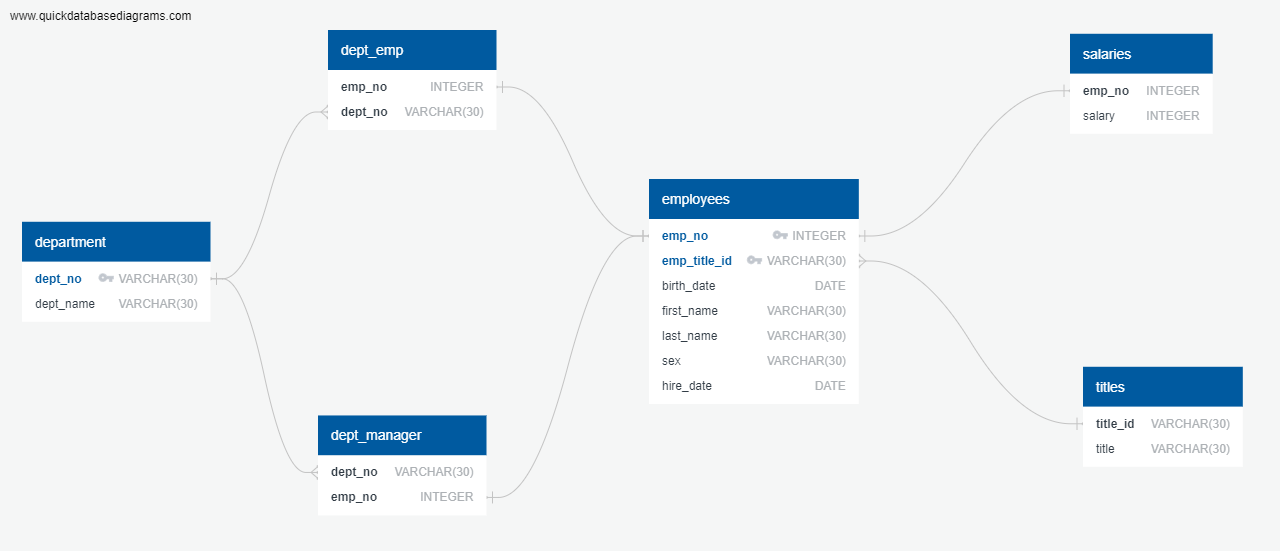 www.quickdatabasediagrams.com
dept_emp
emp_no INTEGER
dept_no VARCHAR(30)
salaries
emp_no INTEGER
salary INTEGER
employees
emp_no INTEGER
emp_title_id VARCHAR(30)
birth_date DATE
first_name VARCHAR(30)
last_name VARCHAR(30)
sex VARCHAR(30)
hire_date DATE
department
dept_no VARCHAR(30)
dept_name VARCHAR(30)
titles
title_id VARCHAR(30)
title VARCHAR(30)
dept_manager
dept_no VARCHAR(30)
emp_no INTEGER